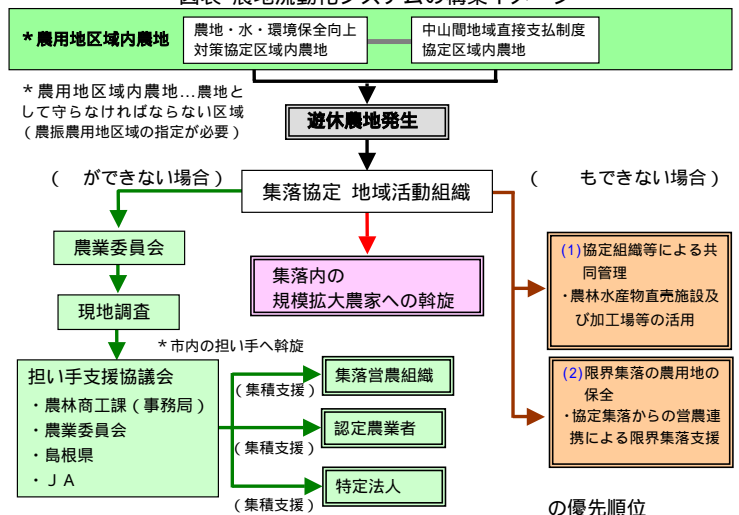 図表 農地流動化システムの構築イメージ
＊農用地区域内農地
農地・水・環境保全向上
対策協定区域内農地
中山間地域直接支払制度
協定区域内農地
＊農用地区域内農地…農地と
して守らなければならない区域
（農振農用地区域の指定が必要）
遊休農地発生
（　ができない場合）
集落協定 地域活動組織
（　　もできない場合）
農業委員会
集落内の
規模拡大農家への斡旋
(1)協定組織等による共
同管理
・農林水産物直売施設及
び加工場等の活用
現地調査
＊市内の担い手へ斡旋
担い手支援協議会
・農林商工課（事務局）
・農業委員会
・島根県
・ＪＡ
集落営農組織
（集積支援）
認定農業者
（集積支援）
特定法人
（集積支援）
(2)限界集落の農用地の
保全
・協定集落からの営農連
携による限界集落支援
の優先順位